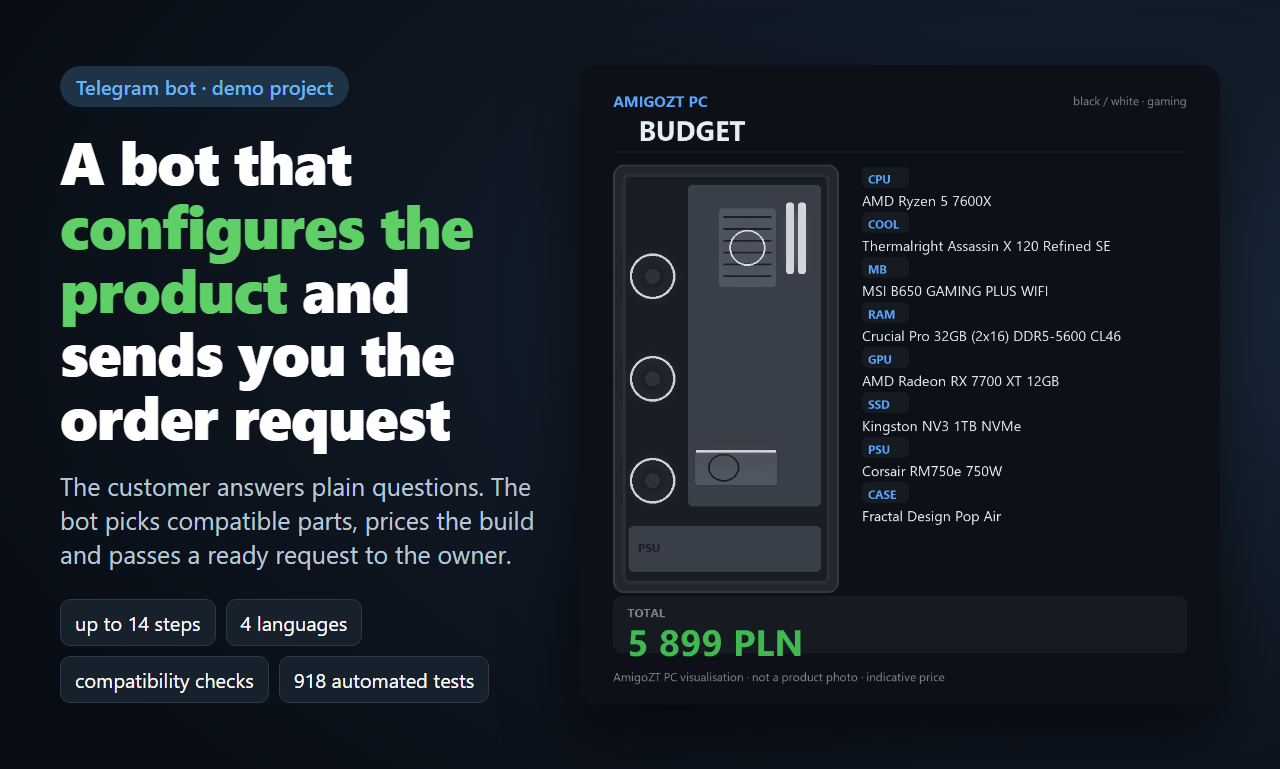 Telegram bot · demo project
A bot that
configures the
product and
sends you the
order request
The customer answers plain questions. The
bot picks compatible parts, prices the build
and passes a ready request to the owner.
up to 14 steps
4 languages
compatibility checks
918 automated tests
AMIGOZT PC
black / white · gaming
BUDGET
CPU
AMD Ryzen 5 7600X
COOL
Thermalright Assassin X 120 Refined SE
MB
MSI B650 GAMING PLUS WIFI
RAM
Crucial Pro 32GB (2x16) DDR5-5600 CL46
GPU
AMD Radeon RX 7700 XT 12GB
SSD
Kingston NV3 1TB NVMe
PSU
Corsair RM750e 750W
CASE
Fractal Design Pop Air
PSU
TOTAL
5 899 PLN
AmigoZT PC visualisation · not a product photo · indicative price